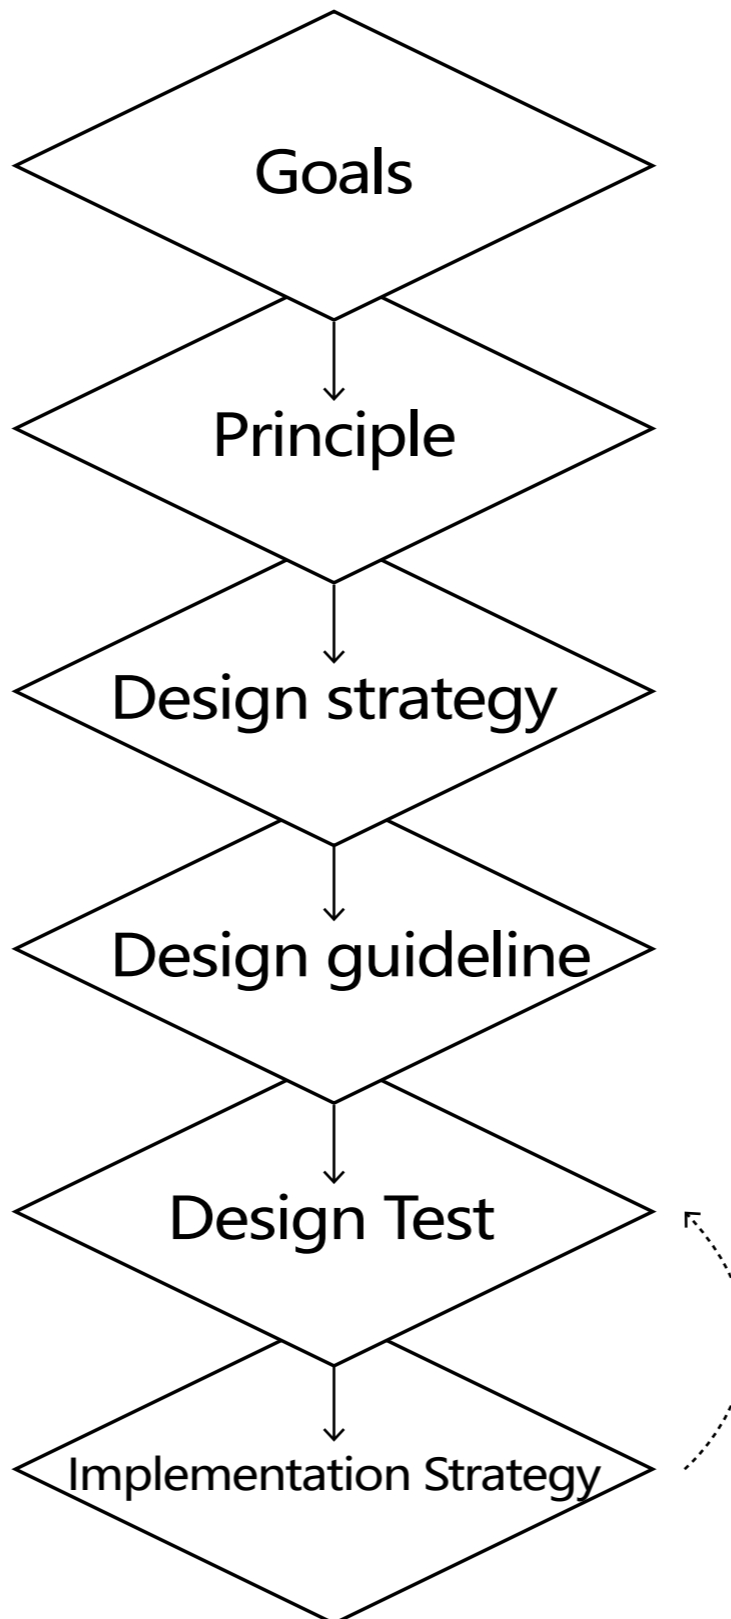 Goals
Principle
Design strategy
Design guideline
Design Test
Implementation Strategy